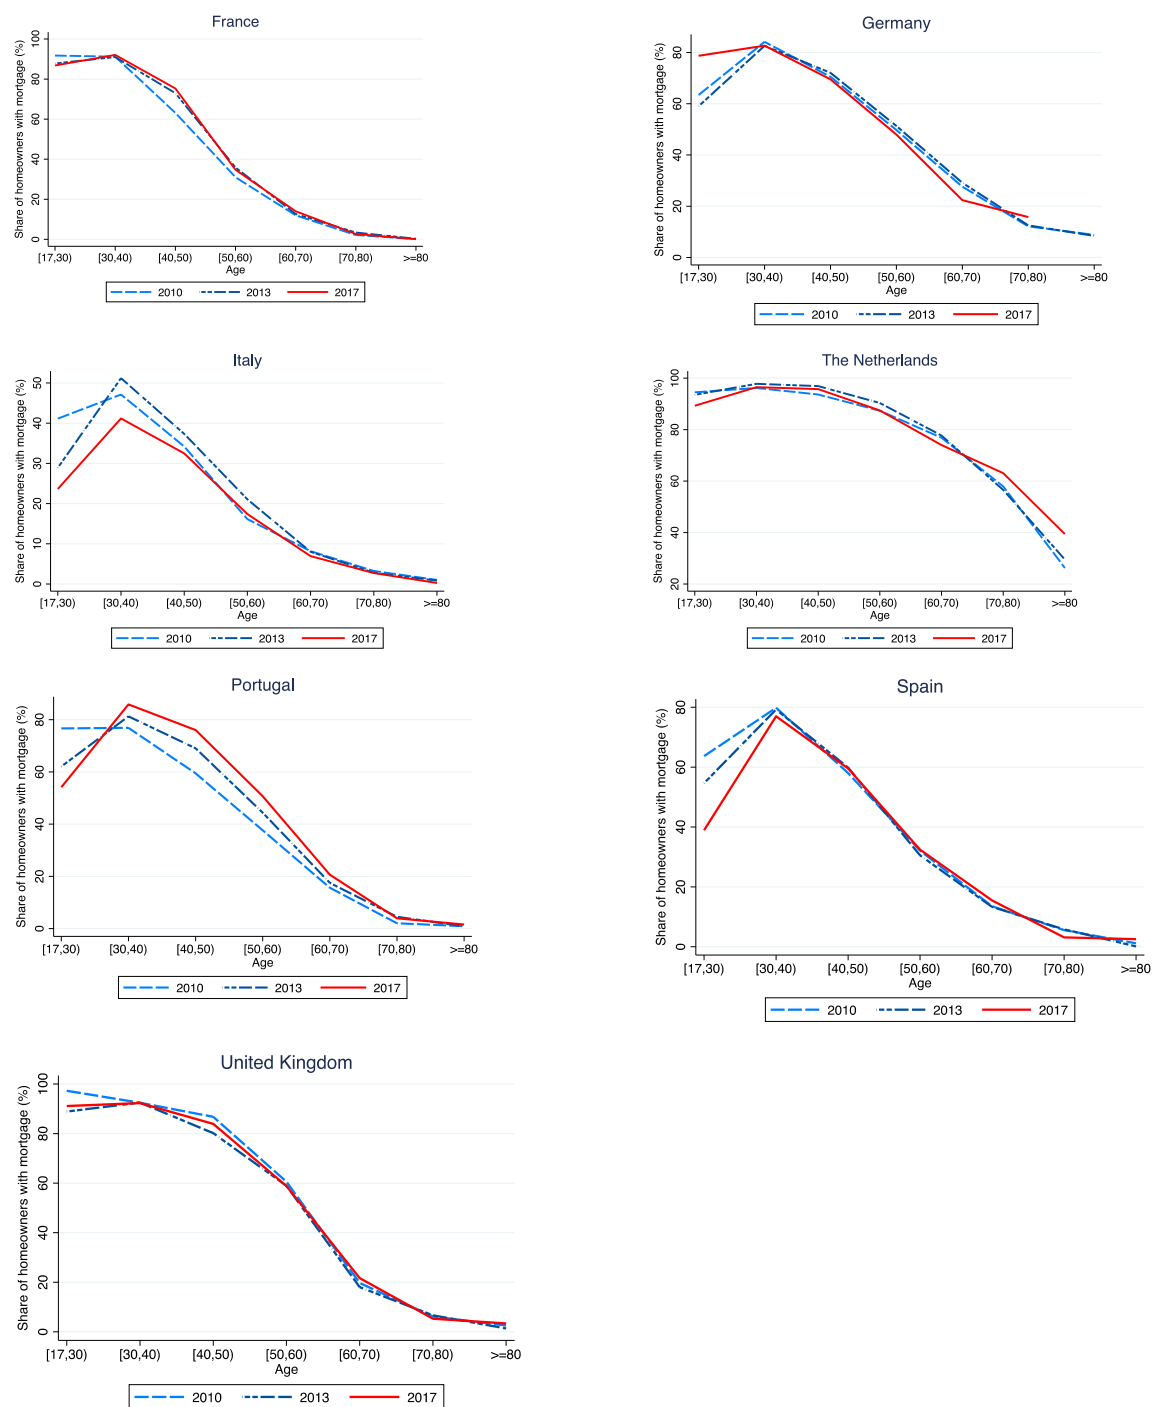 France
Share of homeowners with mortgage (%)
100
80
60
40
20
0
[17,30) [30,40) [40,50) [50,60) [60,70) [70,80) >=80
Age
2010 2013 2017
Germany
Share of homeowners with mortgage (%)
80
60
40
20
0
[17,30) [30,40) [40,50) [50,60) [60,70) [70,80) >=80
Age
2010 2013 2017
Italy
Share of homeowners with mortgage (%)
50
40
30
20
10
0
[17,30) [30,40) [40,50) [50,60) [60,70) [70,80) >=80
Age
2010 2013 2017
The Netherlands
Share of homeowners with mortgage (%)
100
80
60
40
20
[17,30) [30,40) [40,50) [50,60) [60,70) [70,80) >=80
Age
2010 2013 2017
Portugal
Share of homeowners with mortgage (%)
80
60
40
20
0
[17,30) [30,40) [40,50) [50,60) [60,70) [70,80) >=80
Age
2010 2013 2017
Spain
Share of homeowners with mortgage (%)
80
60
40
20
0
[17,30) [30,40) [40,50) [50,60) [60,70) [70,80) >=80
Age
2010 2013 2017
United Kingdom
Share of homeowners with mortgage (%)
100
80
60
40
20
0
[17,30) [30,40) [40,50) [50,60) [60,70) [70,80) >=80
Age
2010 2013 2017